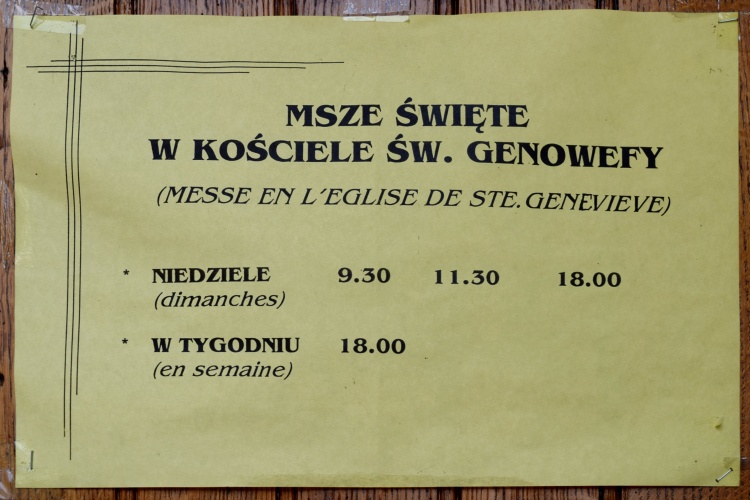 MSZE ŚWIĘTE
W KOŚCIELE ŚW. GENOWEFY
(MESSE EN L'EGLISE DE STE. GENEVIEVE)
* NIEDZIELE 9.30 11.30 18.00
(dimanches)
* W TYGODNIU 18.00
(en semaine)